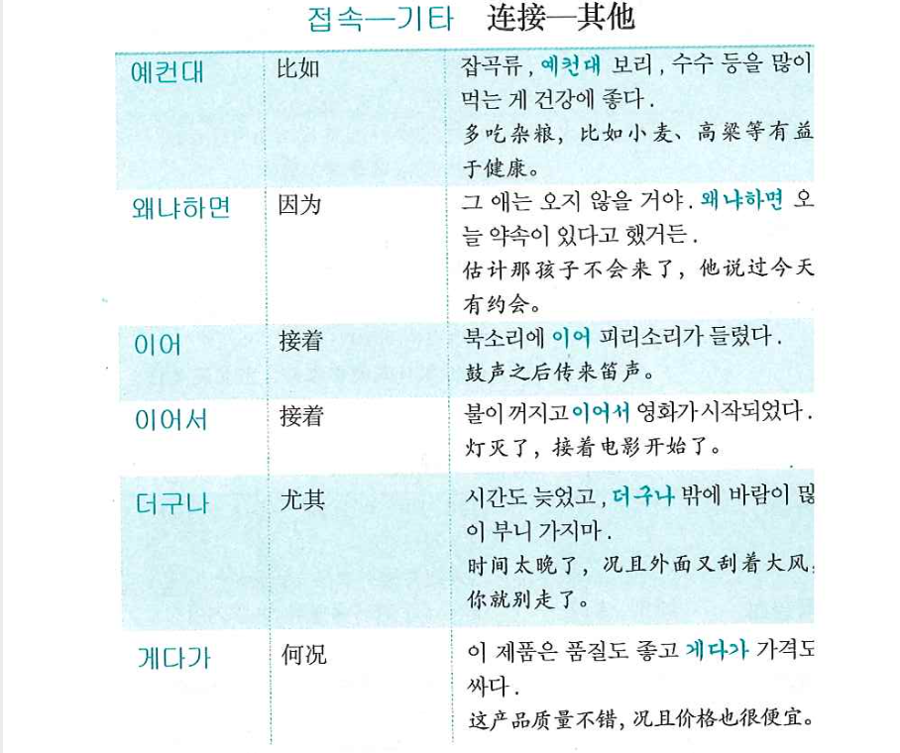 접속—기타 连接—其他
예컨대 比如 잡곡류, 예컨대 보리, 수수 등을 많이
먹는 게 건강에 좋다.
多吃杂粮，比如小麦、高粱等有益
于健康。
왜냐하면 因为 그 애는 오지 않을 거야. 왜냐하면 오
늘 약속이 있다고 했거든.
估计那孩子不会来了，他说过今天
有约会。
이어 接着 북소리에 이어 피리소리가 들렸다.
鼓声之后传来笛声。
이어서 接着 불이 꺼지고 이어서 영화가 시작되었다.
灯灭了，接着电影开始了。
더구나 尤其 시간도 늦었고, 더구나 밖에 바람이 많
이 부니 가지마.
时间太晚了，况且外面又刮着大风，
你就别走了。
게다가 何况 이 제품은 품질도 좋고 게다가 가격도
싸다.
这产品质量不错，况且价格也很便宜。